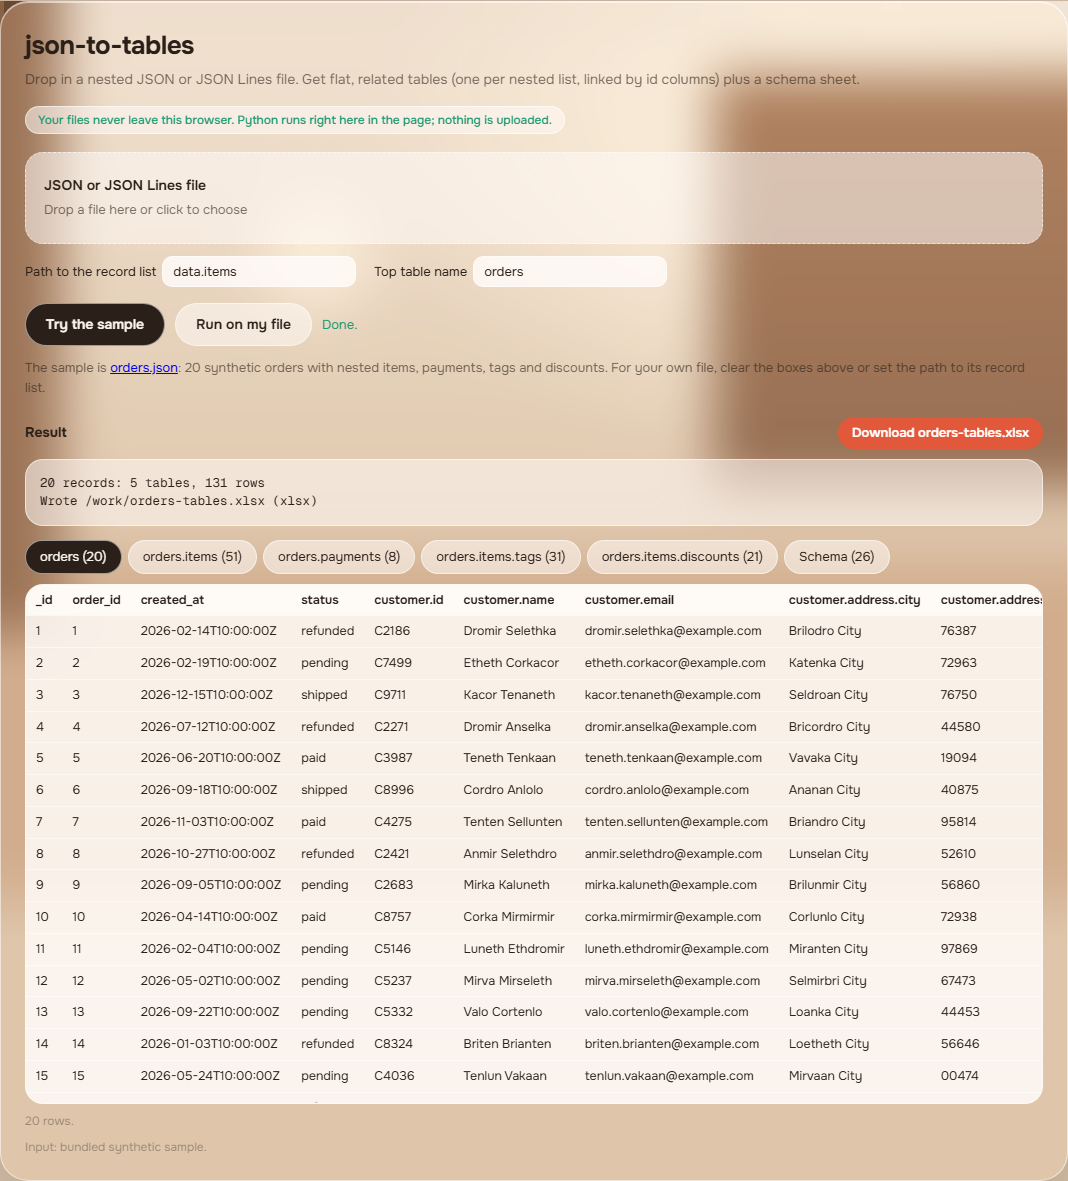 json-to-tables
Drop in a nested JSON or JSON Lines file. Get flat, related tables (one per nested list, linked by id columns) plus a schema sheet.
Your files never leave this browser. Python runs right here in the page; nothing is uploaded.
JSON or JSON Lines file
Drop a file here or click to choose
Path to the record list data.items Top table name orders
Try the sample Run on my file Done.
The sample is orders.json: 20 synthetic orders with nested items, payments, tags and discounts. For your own file, clear the boxes above or set the path to its record
list.
Result Download orders-tables.xlsx
20 records: 5 tables, 131 rows
Wrote /work/orders-tables.xlsx (xlsx)
orders (20) orders.items (51) orders.payments (8) orders.items.tags (31) orders.items.discounts (21) Schema (26)
_id order_id created_at status customer.id customer.name customer.email customer.address.city customer.address
1 1 2026-02-14T10:00:00Z refunded C2186 Dromir Selethka dromir.selethka@example.com Brilodro City 76387
2 2 2026-02-19T10:00:00Z pending C7499 Etheth Corkacor etheth.corkacor@example.com Katenka City 72963
3 3 2026-12-15T10:00:00Z shipped C9711 Kacor Tenaneth kacor.tenaneth@example.com Seldroan City 76750
4 4 2026-07-12T10:00:00Z refunded C2271 Dromir Anselka dromir.anselka@example.com Bricordro City 44580
5 5 2026-06-20T10:00:00Z paid C3987 Teneth Tenkaan teneth.tenkaan@example.com Vavaka City 19094
6 6 2026-09-18T10:00:00Z shipped C8996 Cordro Anlolo cordro.anlolo@example.com Ananan City 40875
7 7 2026-11-03T10:00:00Z paid C4275 Tenten Sellunten tenten.sellunten@example.com Briandro City 95814
8 8 2026-10-27T10:00:00Z refunded C2421 Anmir Selethdro anmir.selethdro@example.com Lunselan City 52610
9 9 2026-09-05T10:00:00Z pending C2683 Mirka Kaluneth mirka.kaluneth@example.com Brilunmir City 56860
10 10 2026-04-14T10:00:00Z paid C8757 Corka Mirmirmir corka.mirmirmir@example.com Corlunlo City 72938
11 11 2026-02-04T10:00:00Z pending C5146 Luneth Ethdromir luneth.ethdromir@example.com Miranten City 97869
12 12 2026-05-02T10:00:00Z pending C5237 Mirva Mirseleth mirva.mirseleth@example.com Selmirbri City 67473
13 13 2026-09-22T10:00:00Z pending C5332 Valo Cortenlo valo.cortenlo@example.com Loanka City 44453
14 14 2026-01-03T10:00:00Z refunded C8324 Briten Brianten briten.brianten@example.com Loetheth City 56646
15 15 2026-05-24T10:00:00Z pending C4036 Tenlun Vakaan tenlun.vakaan@example.com Mirvaan City 00474
20 rows.
Input: bundled synthetic sample.